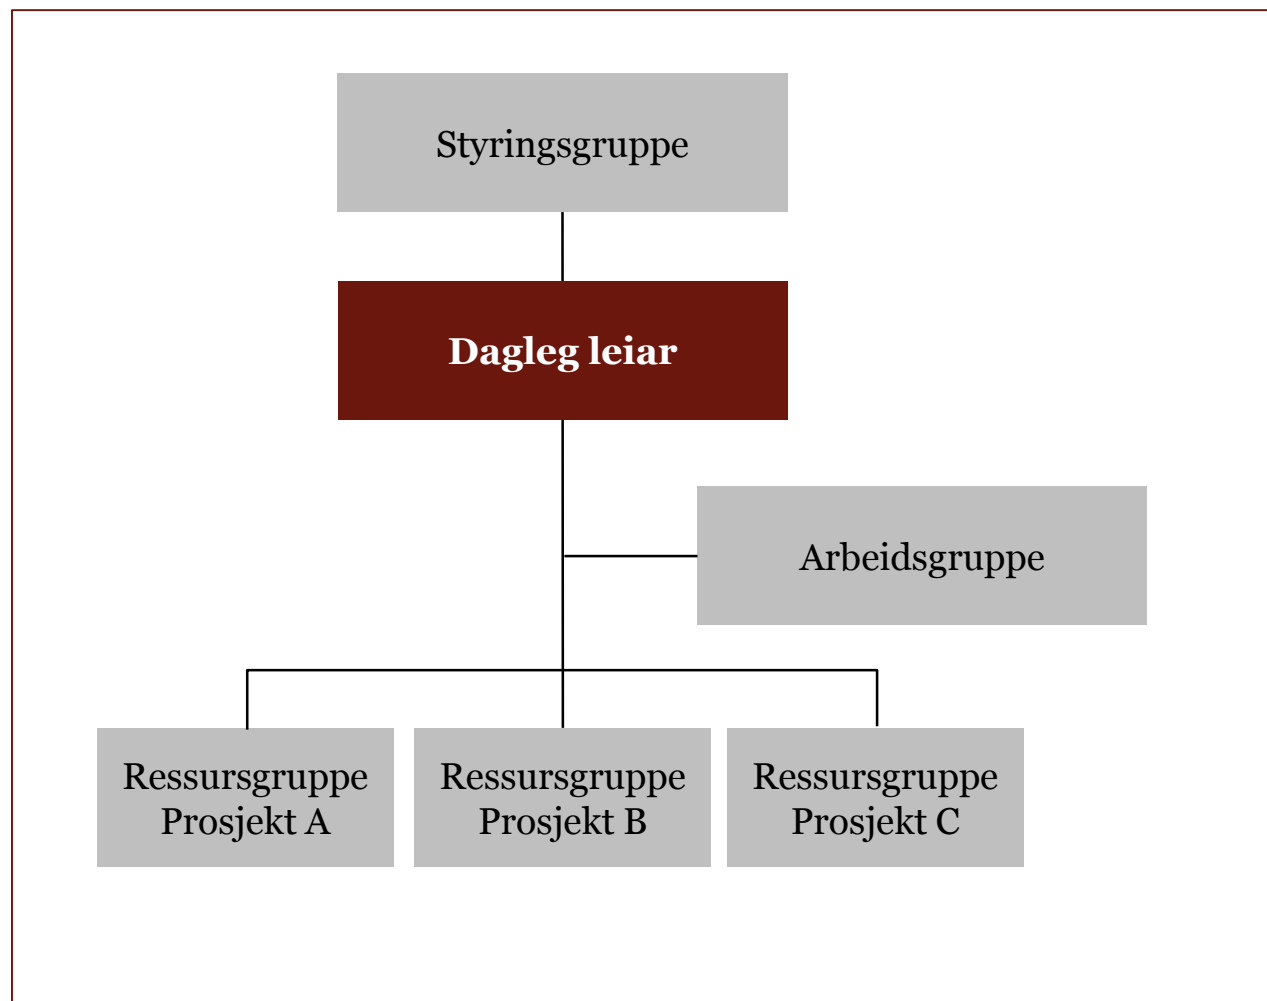 Styringsgruppe
Dagleg leiar
Arbeidsgruppe
Ressursgruppe
Prosjekt A
Ressursgruppe
Prosjekt B
Ressursgruppe
Prosjekt C